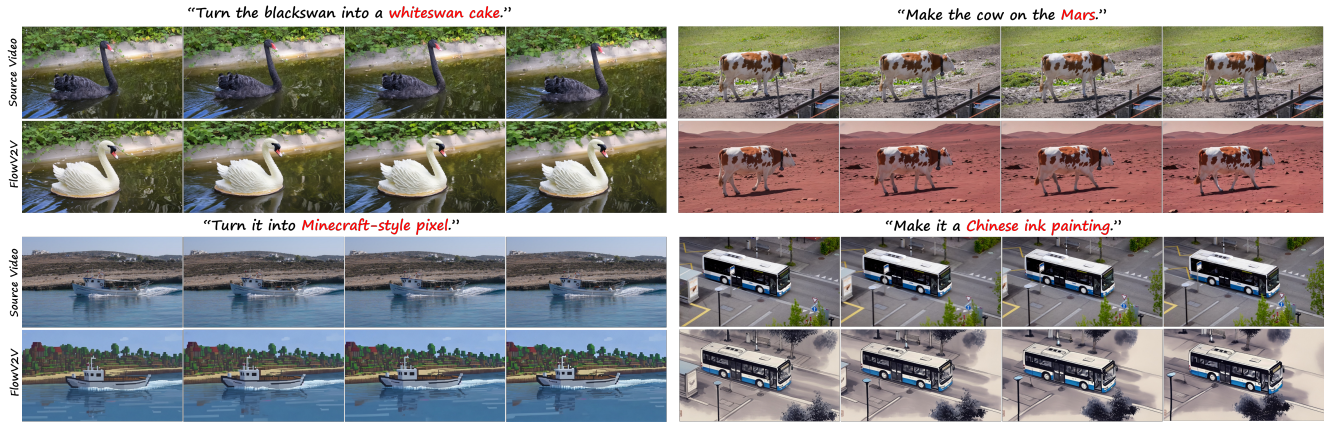 “Turn the blackswan into a whiteswan cake.”
Source Video
FlowV2V
“Make the cow on the Mars.”
“Turn it into Minecraft-style pixel.”
Source Video
FlowV2V
“Make it a Chinese ink painting.”